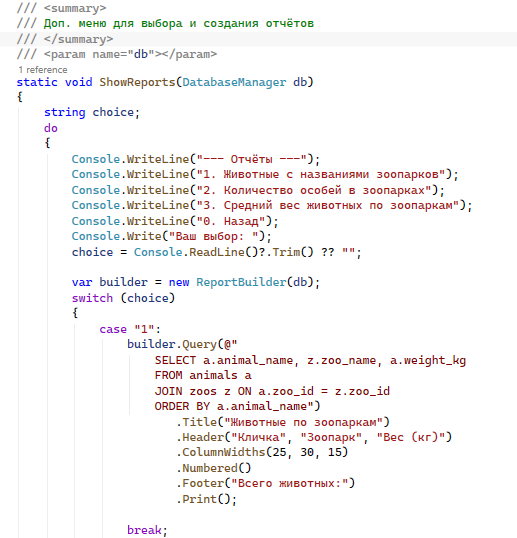 /// <summary>
/// Доп. меню для выбора и создания отчётов
/// </summary>
/// <param name="db"></param>
1 reference
static void ShowReports(DatabaseManager db)
{
    string choice;
    do
    {
        Console.WriteLine("--- Отчёты ---");
        Console.WriteLine("1. Животные с названиями зоопарков");
        Console.WriteLine("2. Количество особей в зоопарках");
        Console.WriteLine("3. Средний вес животных по зоопаркам");
        Console.WriteLine("0. Назад");
        Console.Write("Ваш выбор: ");
        choice = Console.ReadLine()?.Trim() ?? "";

        var builder = new ReportBuilder(db);
        switch (choice)
        {
            case "1":
                builder.Query(@"
                    SELECT a.animal_name, z.zoo_name, a.weight_kg
                    FROM animals a
                    JOIN zoos z ON a.zoo_id = z.zoo_id
                    ORDER BY a.animal_name")
                       .Title("Животные по зоопаркам")
                       .Header("Кличка", "Зоопарк", "Вес (кг)")
                       .ColumnWidths(25, 30, 15)
                       .Numbered()
                       .Footer("Всего животных:")
                       .Print();

                break;